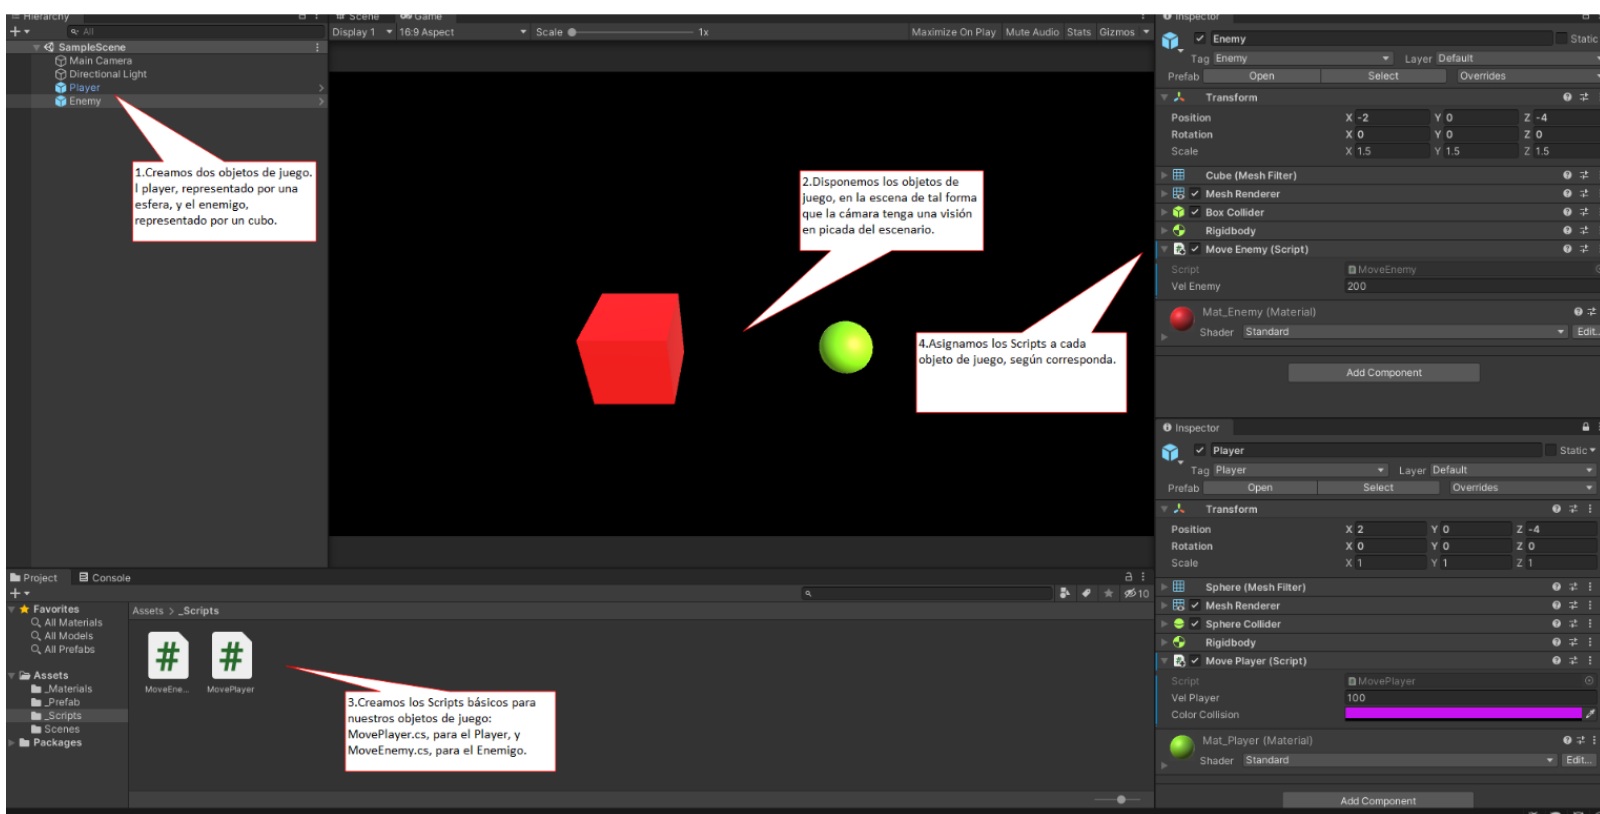 Hierarchy
All
SampleScene
Main Camera
Directional Light
Player
Enemy
1.Creamos dos objetos de juego.
l player, representado por una
esfera, y el enemigo,
representado por un cubo.
Scene Game
Display 1 16:9 Aspect Scale 1x Maximize On Play Mute Audio Stats Gizmos
2.Disponemos los objetos de
juego, en la escena de tal forma
que la cámara tenga una visión
en picada del escenario.
4.Asignamos los Scripts a cada
objeto de juego, según corresponda.
Inspector
Enemy Static
Tag Enemy Layer Default
Prefab Open Select Overrides
Transform
Position X -2 Y 0 Z -4
Rotation X 0 Y 0 Z 0
Scale X 1.5 Y 1.5 Z 1.5
Cube (Mesh Filter)
Mesh Renderer
Box Collider
Rigidbody
Move Enemy (Script)
Script MoveEnemy
Vel Enemy 200
Mat_Enemy (Material)
Shader Standard Edit..
Add Component
Inspector
Player Static
Tag Player Layer Default
Prefab Open Select Overrides
Transform
Position X 2 Y 0 Z -4
Rotation X 0 Y 0 Z 0
Scale X 1 Y 1 Z 1
Sphere (Mesh Filter)
Mesh Renderer
Sphere Collider
Rigidbody
Move Player (Script)
Script MovePlayer
Vel Player 100
Color Collision
Mat_Player (Material)
Shader Standard Edit...
Add Component
Project Console
10
Favorites
All Materials
All Models
All Prefabs
Assets
_Materials
_Prefab
_Scripts
Scenes
Packages
Assets > _Scripts
MoveEne... MovePlayer
3.Creamos los Scripts básicos para
nuestros objetos de juego:
MovePlayer.cs, para el Player, y
MoveEnemy.cs, para el Enemigo.